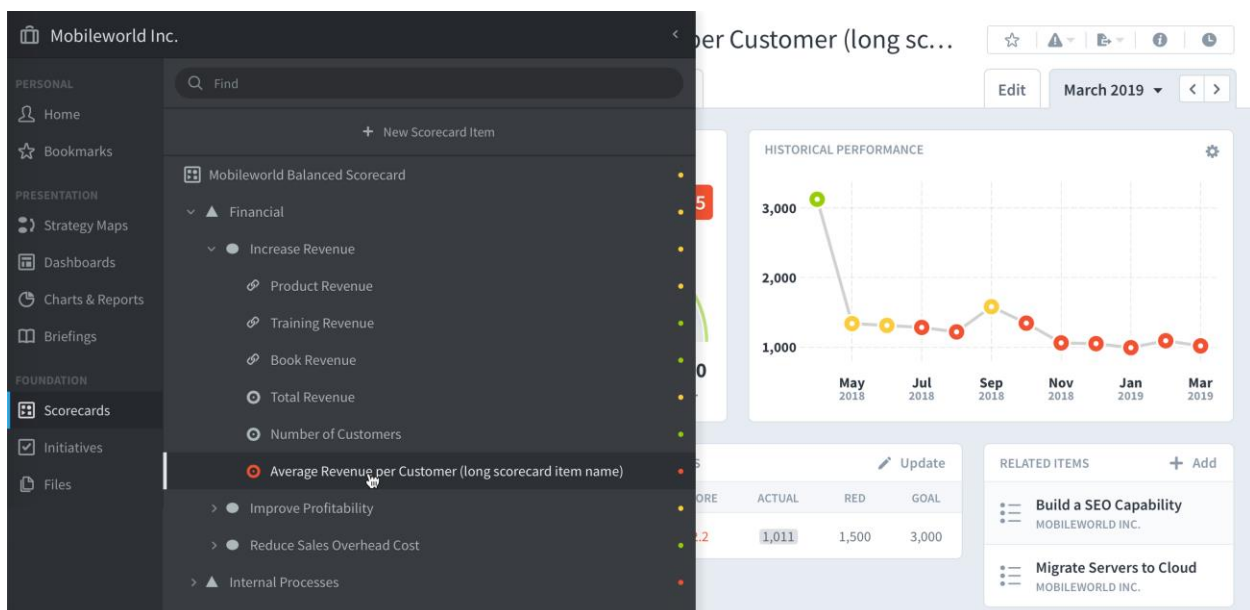 Mobileworld Inc.
PERSONAL
Home
Bookmarks
PRESENTATION
Strategy Maps
Dashboards
Charts & Reports
Briefings
FOUNDATION
Scorecards
Initiatives
Files
Find
+ New Scorecard Item
Mobileworld Balanced Scorecard
Financial
Increase Revenue
Product Revenue
Training Revenue
Book Revenue
Total Revenue
Number of Customers
Average Revenue per Customer (long scorecard item name)
Improve Profitability
Reduce Sales Overhead Cost
Internal Processes
per Customer (long sc...
Edit
March 2019
5
0
HISTORICAL PERFORMANCE
3,000
2,000
1,000
May Jul Sep Nov Jan Mar
2018 2018 2018 2018 2019 2019
S
Update
ORE ACTUAL RED GOAL
.2 1,011 1,500 3,000
RELATED ITEMS + Add
Build a SEO Capability
MOBILEWORLD INC.
Migrate Servers to Cloud
MOBILEWORLD INC.